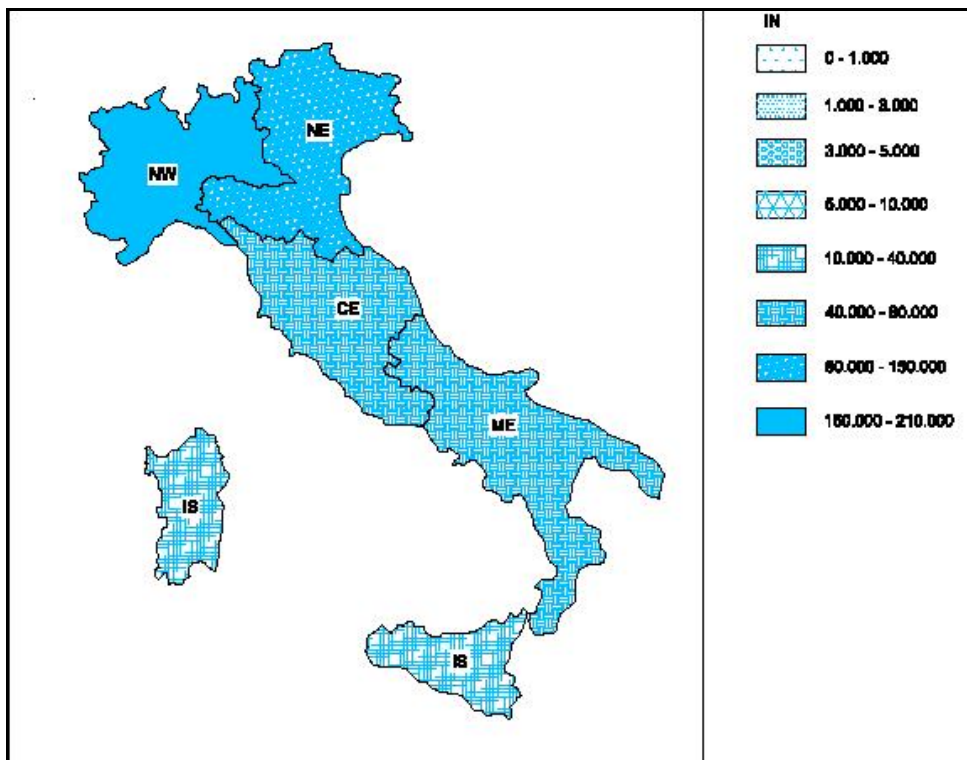 IN
0 - 1.000
1.000 - 3.000
3.000 - 5.000
5.000 - 10.000
10.000 - 40.000
40.000 - 80.000
80.000 - 150.000
150.000 - 210.000
NE
NW
CE
ME
IS
IS